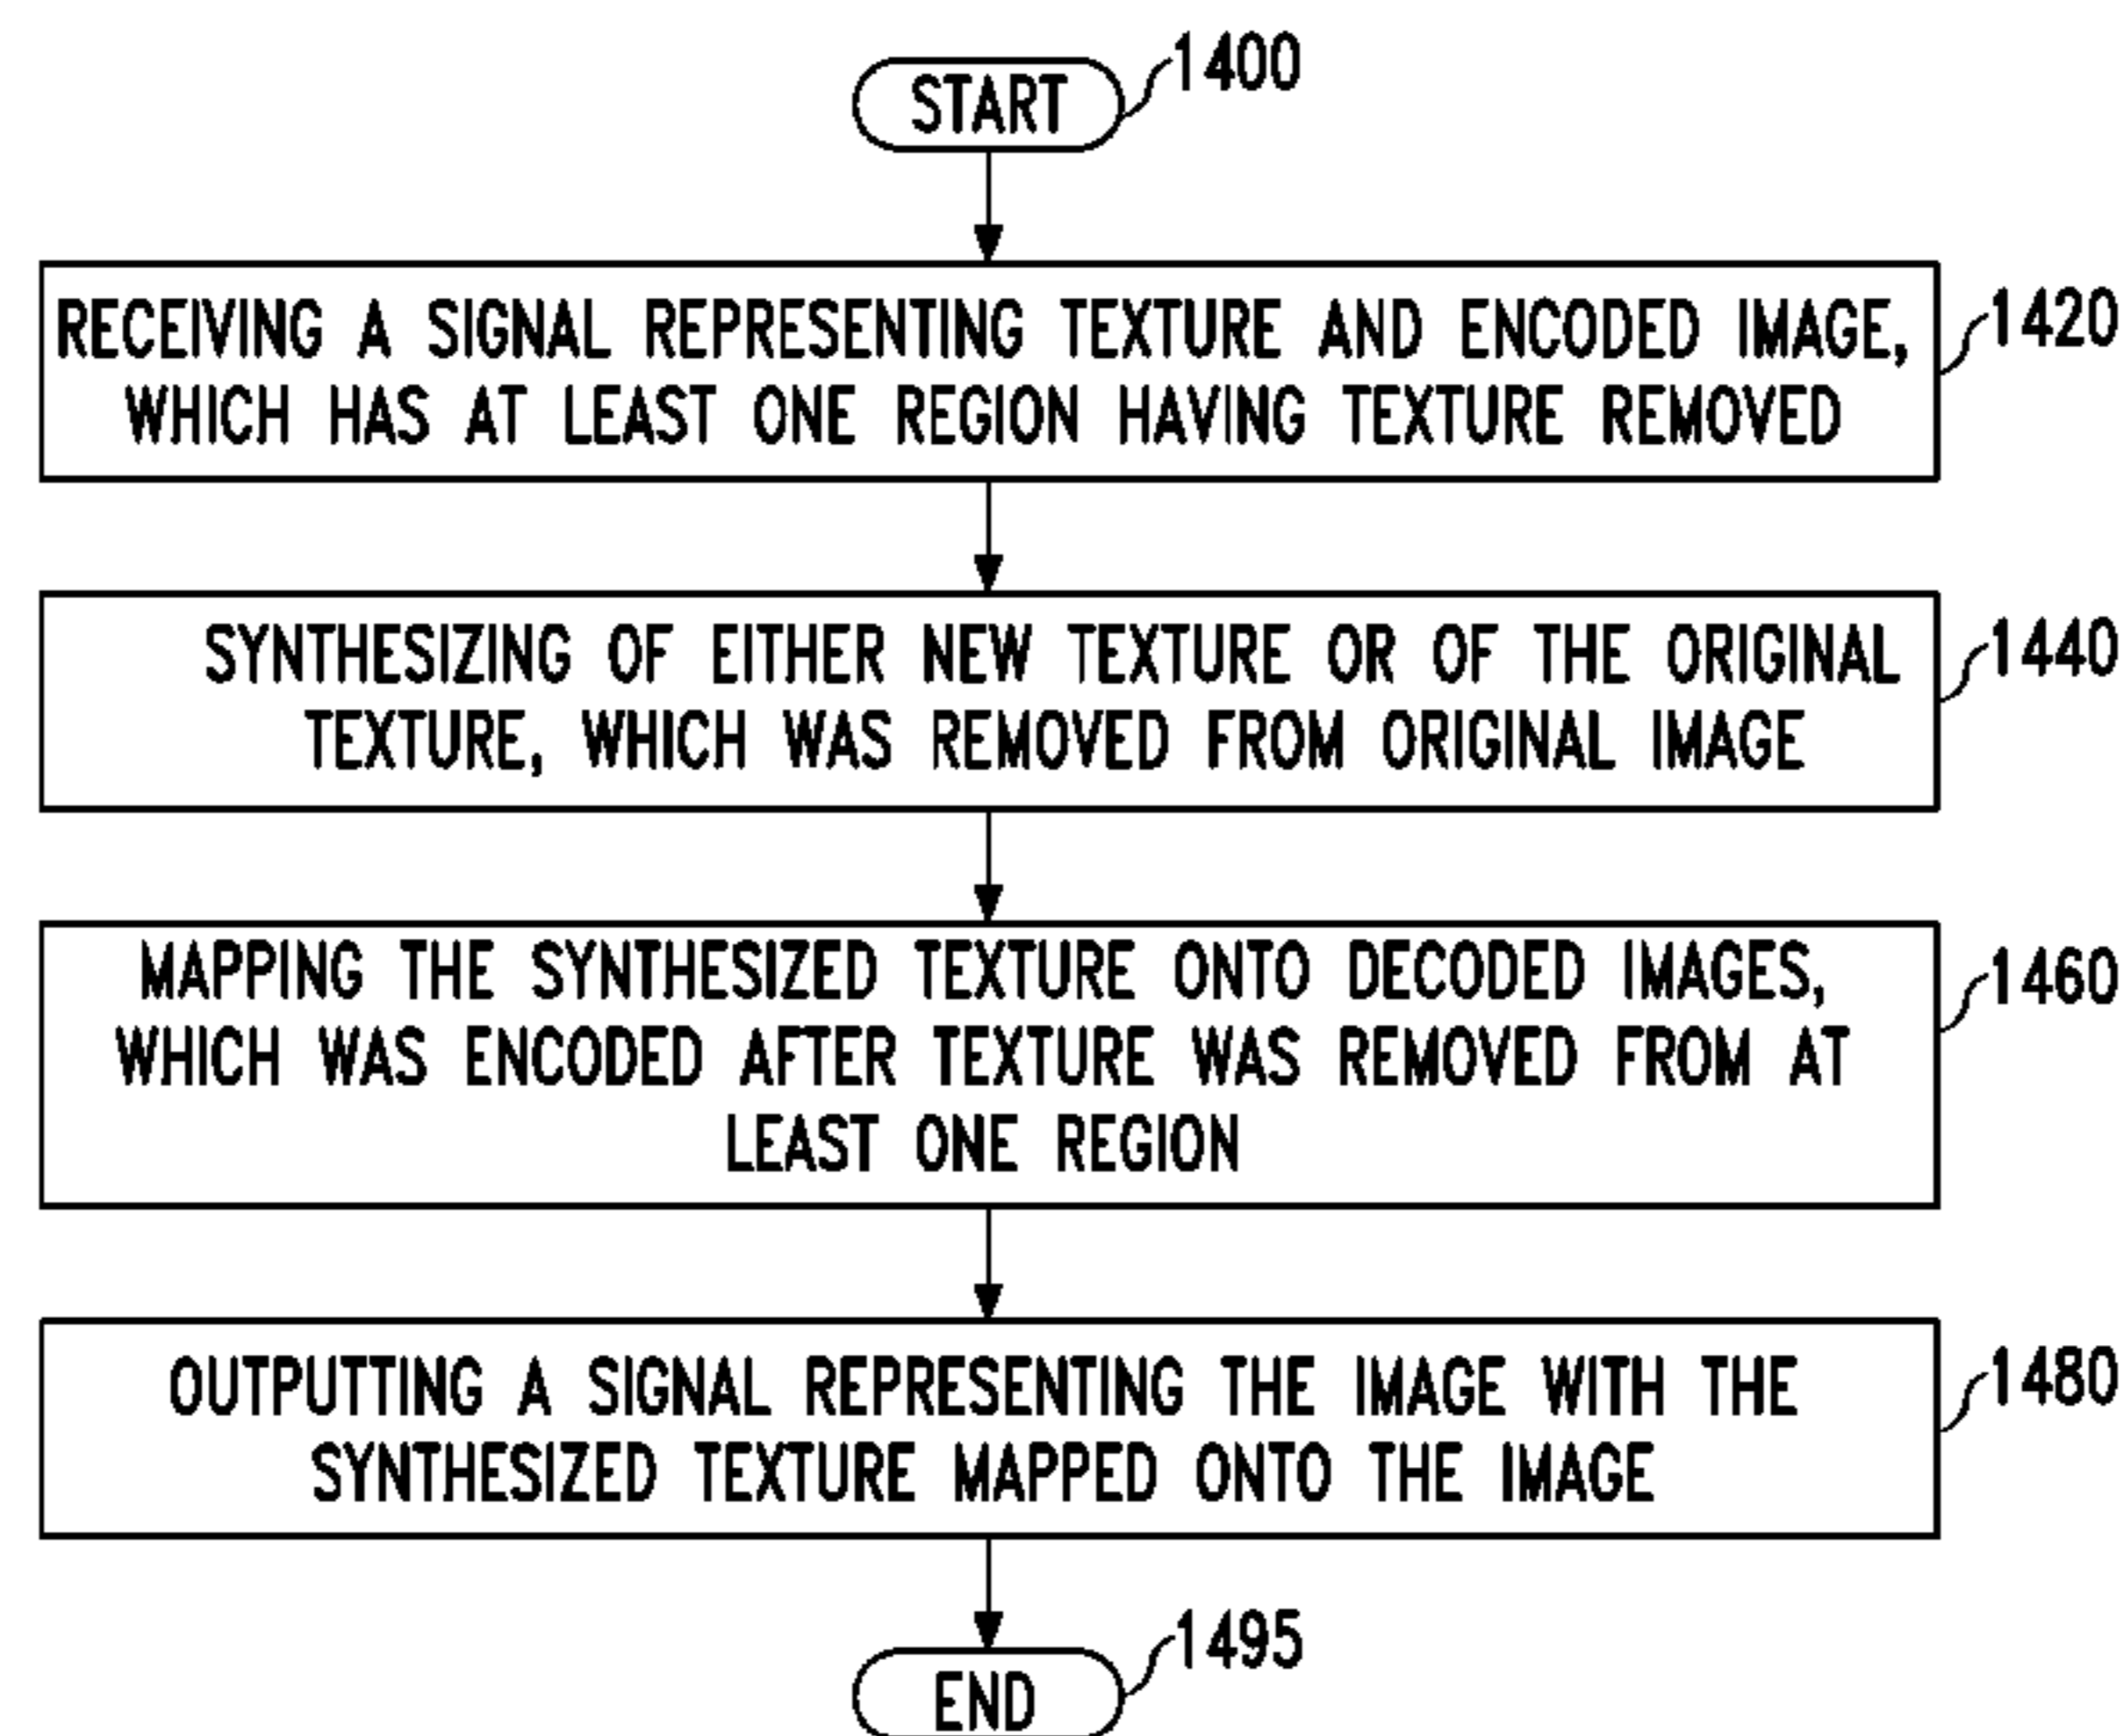 START
1400
RECEIVING A SIGNAL REPRESENTING TEXTURE AND ENCODED IMAGE,
WHICH HAS AT LEAST ONE REGION HAVING TEXTURE REMOVED
1420
SYNTHESIZING OF EITHER NEW TEXTURE OR OF THE ORIGINAL
TEXTURE, WHICH WAS REMOVED FROM ORIGINAL IMAGE
1440
MAPPING THE SYNTHESIZED TEXTURE ONTO DECODED IMAGES,
WHICH WAS ENCODED AFTER TEXTURE WAS REMOVED FROM AT
LEAST ONE REGION
1460
OUTPUTTING A SIGNAL REPRESENTING THE IMAGE WITH THE
SYNTHESIZED TEXTURE MAPPED ONTO THE IMAGE
1480
END
1495